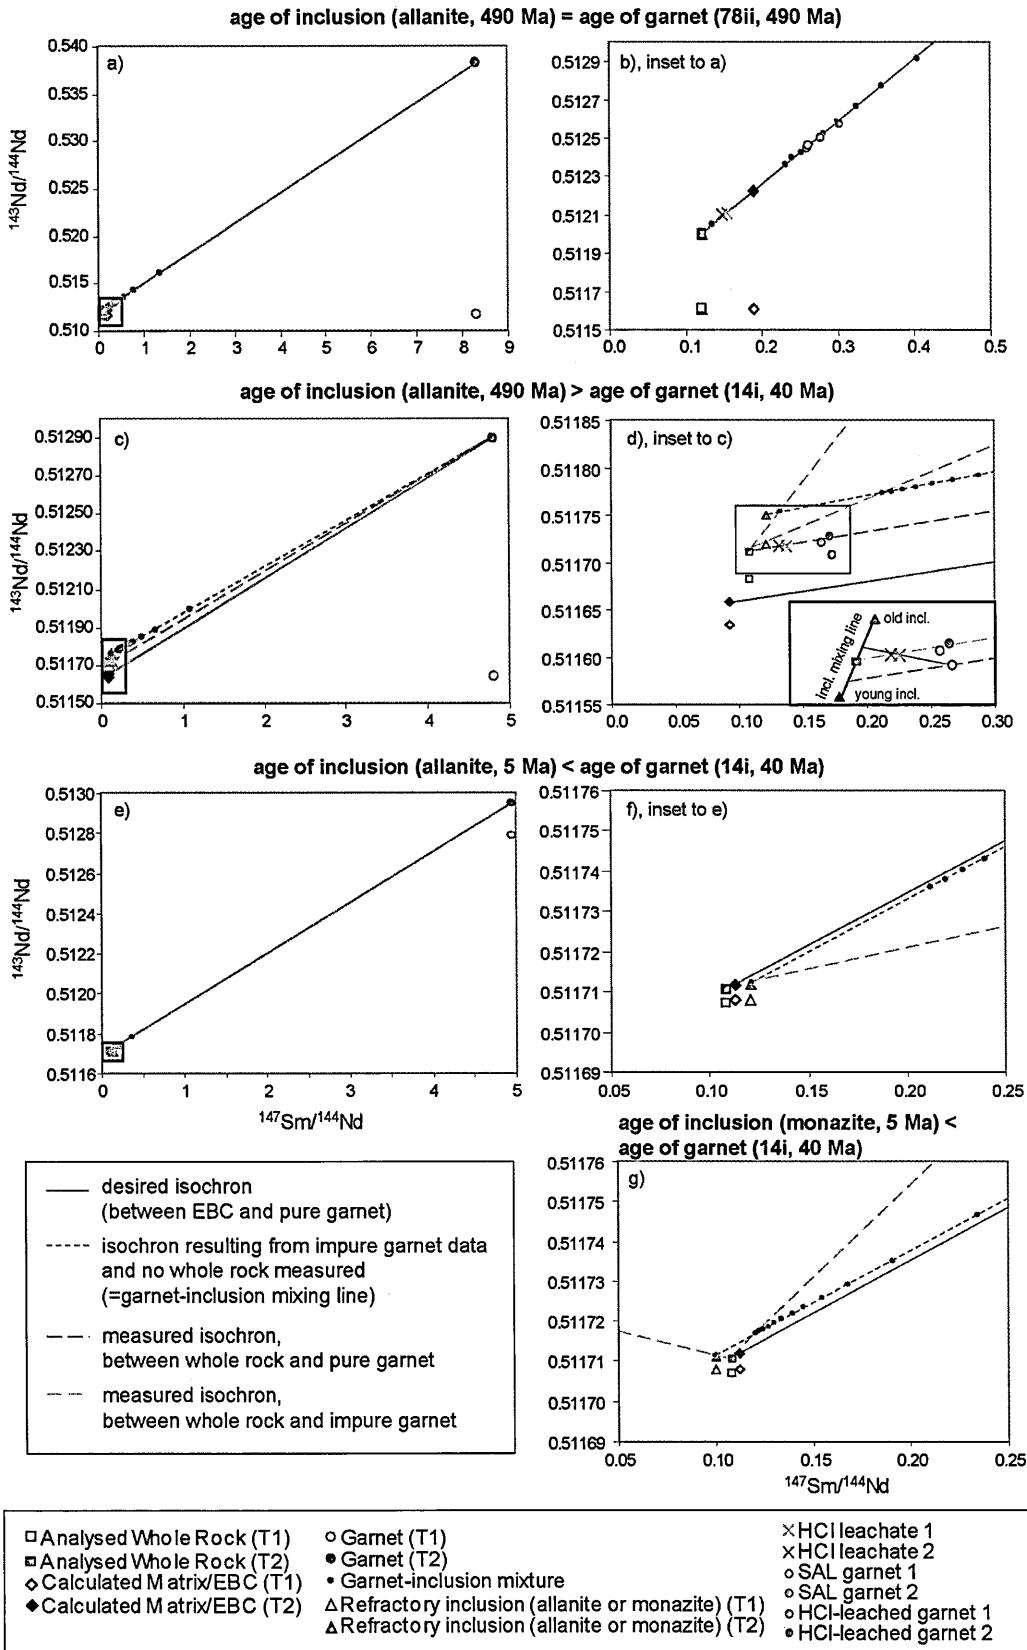 age of inclusion (allanite, 490 Ma) = age of garnet (78ii, 490 Ma)
a)
0.540
0.535
0.530
0.525
0.520
0.515
0.510
143Nd/144Nd
0 1 2 3 4 5 6 7 8 9
b), inset to a)
0.5129
0.5127
0.5125
0.5123
0.5121
0.5119
0.5117
0.5115
0.0 0.1 0.2 0.3 0.4 0.5
age of inclusion (allanite, 490 Ma) > age of garnet (14i, 40 Ma)
c)
0.51290
0.51270
0.51250
0.51230
0.51210
0.51190
0.51170
0.51150
143Nd/144Nd
0 1 2 3 4 5
d), inset to c)
0.51185
0.51180
0.51175
0.51170
0.51165
0.51160
0.51155
0.0 0.05 0.10 0.15 0.20 0.25 0.30
incl. mixing line
old incl.
young incl.
age of inclusion (allanite, 5 Ma) < age of garnet (14i, 40 Ma)
e)
0.5130
0.5128
0.5126
0.5124
0.5122
0.5120
0.5118
0.5116
143Nd/144Nd
0 1 2 3 4 5
147Sm/144Nd
f), inset to e)
0.51176
0.51175
0.51174
0.51173
0.51172
0.51171
0.51170
0.51169
0.05 0.10 0.15 0.20 0.25
age of inclusion (monazite, 5 Ma) <
age of garnet (14i, 40 Ma)
g)
0.51176
0.51175
0.51174
0.51173
0.51172
0.51171
0.51170
0.51169
0.05 0.10 0.15 0.20 0.25
147Sm/144Nd
desired isochron
(between EBC and pure garnet)
isochron resulting from impure garnet data
and no whole rock measured
(=garnet-inclusion mixing line)
measured isochron,
between whole rock and pure garnet
measured isochron,
between whole rock and impure garnet
Analysed Whole Rock (T1)
Analysed Whole Rock (T2)
Calculated Matrix/EBC (T1)
Calculated Matrix/EBC (T2)
Garnet (T1)
Garnet (T2)
Garnet-inclusion mixture
Refractory inclusion (allanite or monazite) (T1)
Refractory inclusion (allanite or monazite) (T2)
HCl leachate 1
HCl leachate 2
SAL garnet 1
SAL garnet 2
HCl-leached garnet 1
HCl-leached garnet 2